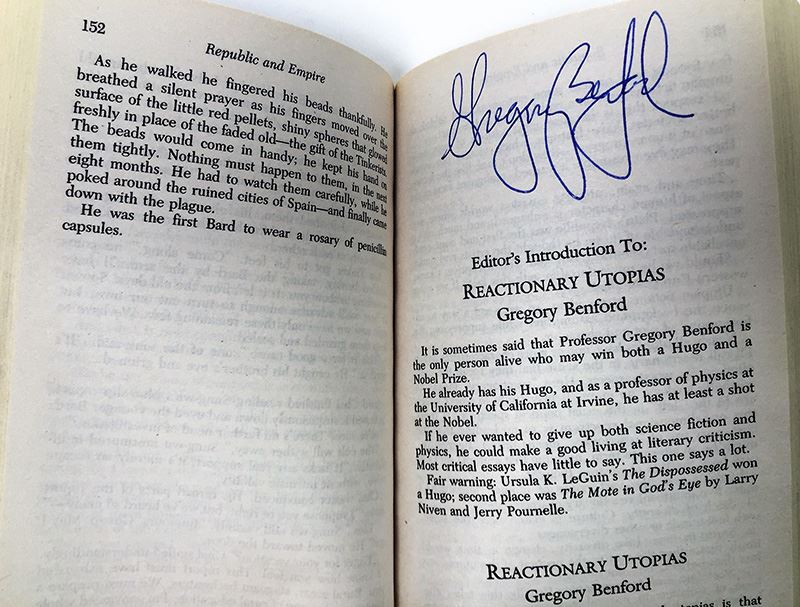 152
Republic and Empire
As he walked he fingered his beads thankfully. He
breathed a silent prayer as his fingers moved over the
surface of the little red pellets, shiny spheres that glowed
freshly in place of the faded old—the gift of the Tinkerists.
The beads would come in handy; he kept his hand on
them tightly. Nothing must happen to them, in the next
eight months. He had to watch them carefully, while he
poked around the ruined cities of Spain—and finally came
down with the plague.
He was the first Bard to wear a rosary of penicillin
capsules.
Gregory Benford
Editor's Introduction To:
REACTIONARY UTOPIAS
Gregory Benford
It is sometimes said that Professor Gregory Benford is
the only person alive who may win both a Hugo and a
Nobel Prize.
He already has his Hugo, and as a professor of physics at
the University of California at Irvine, he has at least a shot
at the Nobel.
If he ever wanted to give up both science fiction and
physics, he could make a good living at literary criticism.
Most critical essays have little to say. This one says a lot.
Fair warning: Ursula K. LeGuin's The Dispossessed won
a Hugo; second place was The Mote in God's Eye by Larry
Niven and Jerry Pournelle.
REACTIONARY UTOPIAS
Gregory Benford
utopias is that